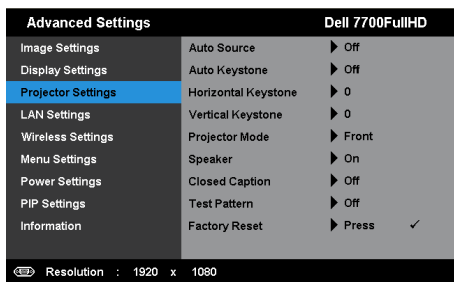 Advanced Settings Dell 7700FullHD
Image Settings Auto Source Off
Display Settings Auto Keystone Off
Projector Settings Horizontal Keystone 0
LAN Settings Vertical Keystone 0
Wireless Settings Projector Mode Front
Menu Settings Speaker On
Power Settings Closed Caption Off
PIP Settings Test Pattern Off
Information Factory Reset Press ✓
Resolution : 1920 x 1080